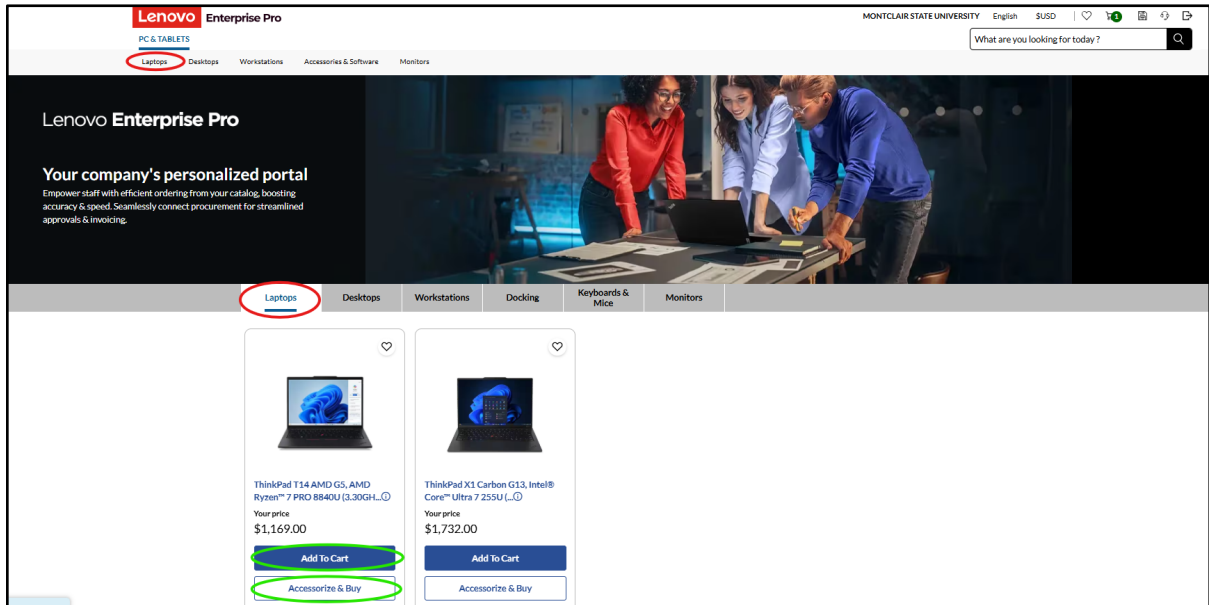 Lenovo Enterprise Pro
MONTCLAIR STATE UNIVERSITY English $USD 1
PC & TABLETS
What are you looking for today ?
Laptops Desktops Workstations Accessories & Software Monitors
Lenovo Enterprise Pro
Your company's personalized portal
Empower staff with efficient ordering from your catalog, boosting
accuracy & speed. Seamlessly connect procurement for streamlined
approvals & invoicing.
Laptops Desktops Workstations Docking Keyboards & Mice Monitors
ThinkPad T14 AMD G5, AMD
Ryzen™ 7 PRO 8840U (3.30GH...
Your price
$1,169.00
Add To Cart
Accessorize & Buy
ThinkPad X1 Carbon G13, Intel®
Core™ Ultra 7 255U (...
Your price
$1,732.00
Add To Cart
Accessorize & Buy